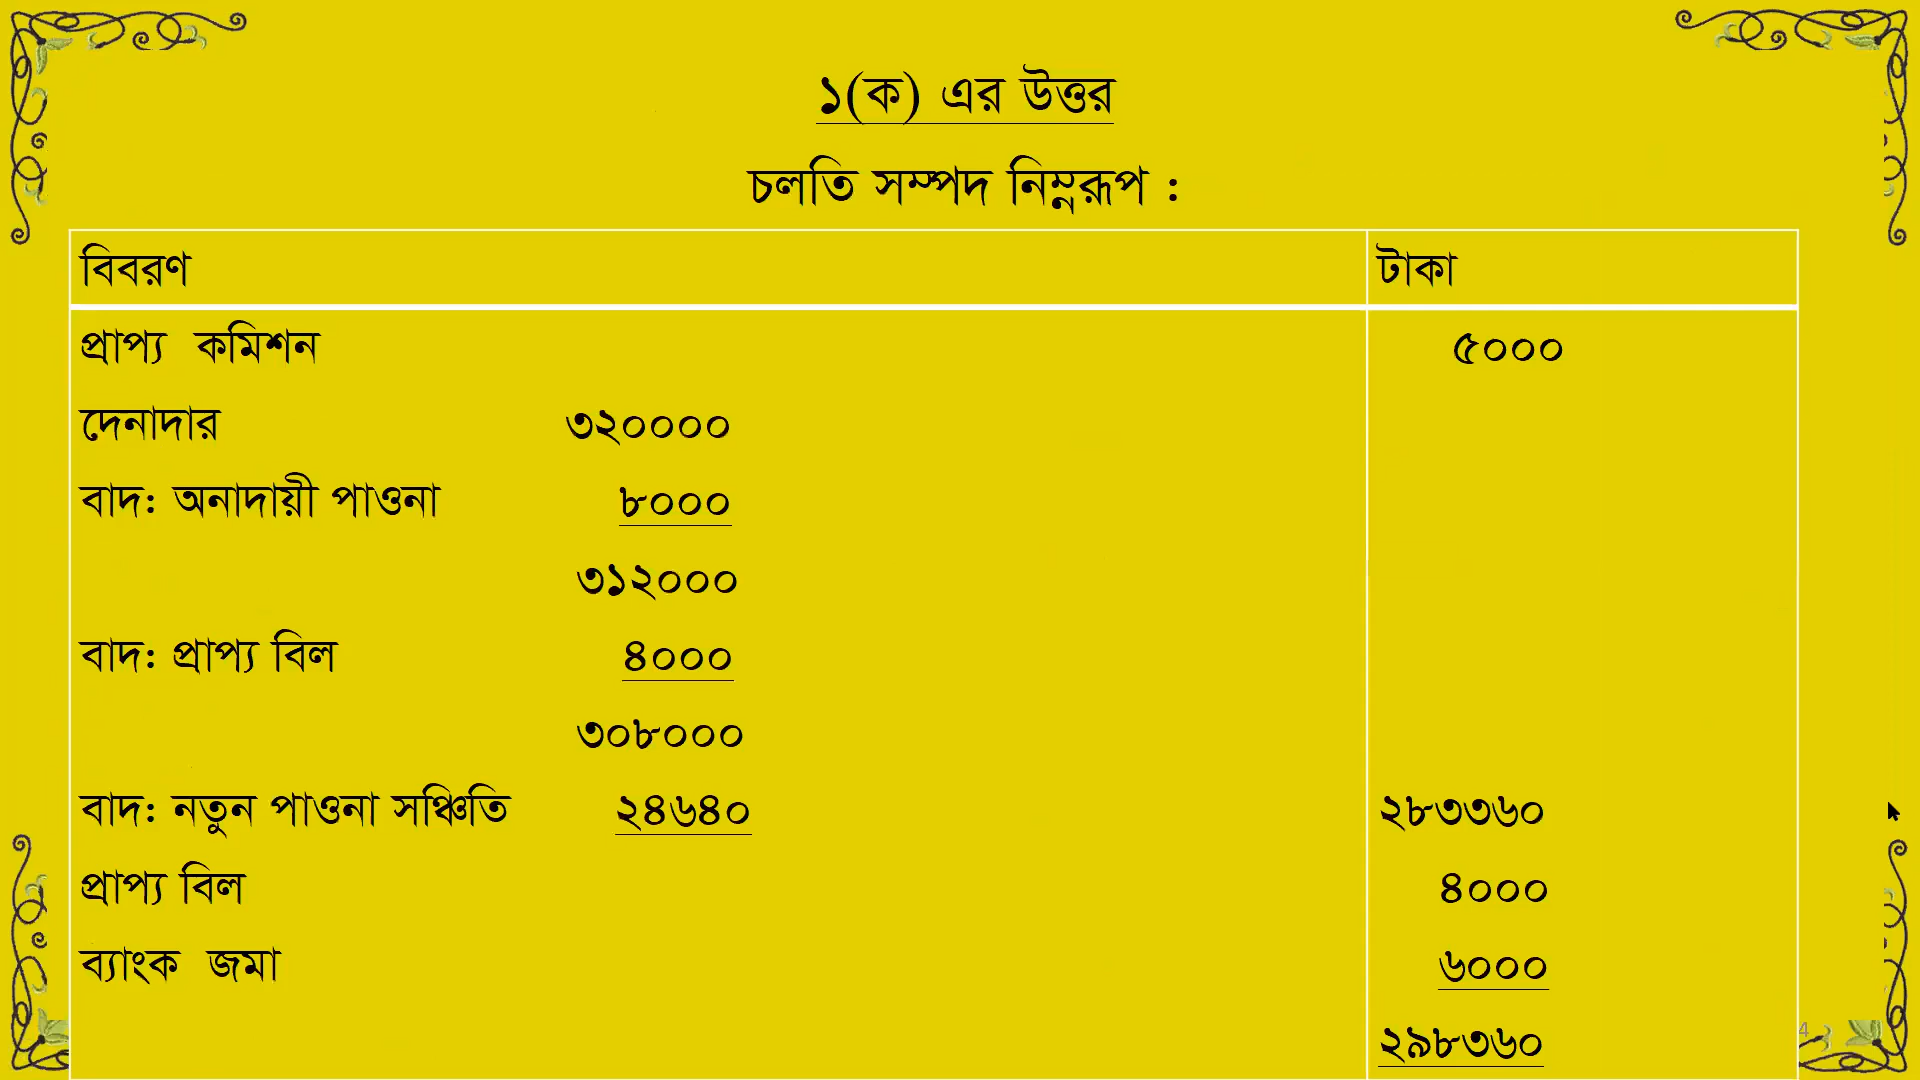 ১(ক) এর উত্তর
চলতি সম্পদ নিম্নরূপ :
বিবরণ টাকা
প্রাপ্য কমিশন ৫০০০
দেনাদার ৩২০০০০
বাদ: অনাদায়ী পাওনা ৮০০০
৩১২০০০
বাদ: প্রাপ্য বিল ৪০০০
৩০৮০০০
বাদ: নতুন পাওনা সঞ্চিতি ২৪৬৪০ ২৮৩৩৬০
প্রাপ্য বিল ৪০০০
ব্যাংক জমা ৬০০০
২৯৮৩৬০
4